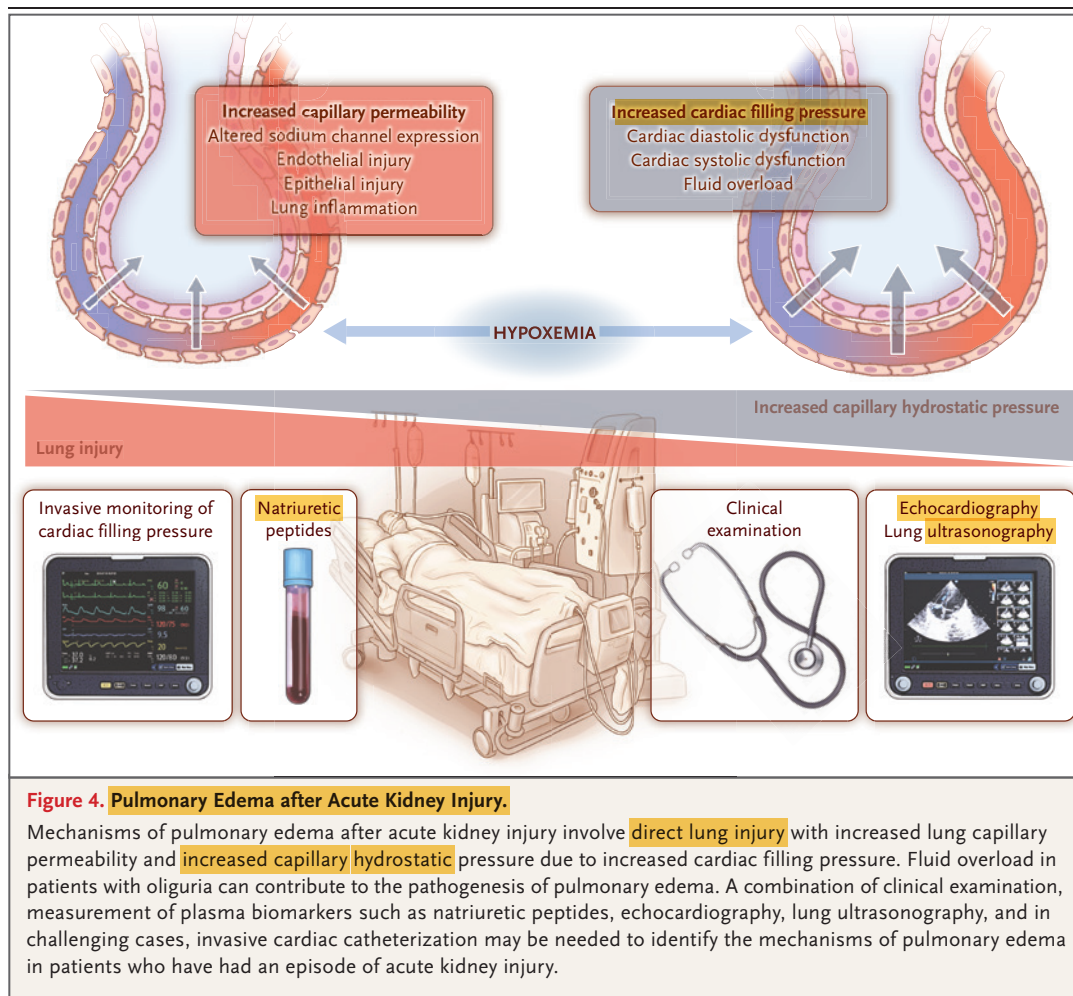 Increased capillary permeability
Altered sodium channel expression
Endothelial injury
Epithelial injury
Lung inflammation
Increased cardiac filling pressure
Cardiac diastolic dysfunction
Cardiac systolic dysfunction
Fluid overload
HYPOXEMIA
Increased capillary hydrostatic pressure
Lung injury
Invasive monitoring of
cardiac filling pressure
60
98
60
120/75
9.5
20
120/80
Natriuretic
peptides
Clinical
examination
Echocardiography
Lung ultrasonography
Figure 4. Pulmonary Edema after Acute Kidney Injury.
Mechanisms of pulmonary edema after acute kidney injury involve direct lung injury with increased lung capillary
permeability and increased capillary hydrostatic pressure due to increased cardiac filling pressure. Fluid overload in
patients with oliguria can contribute to the pathogenesis of pulmonary edema. A combination of clinical examination,
measurement of plasma biomarkers such as natriuretic peptides, echocardiography, lung ultrasonography, and in
challenging cases, invasive cardiac catheterization may be needed to identify the mechanisms of pulmonary edema
in patients who have had an episode of acute kidney injury.